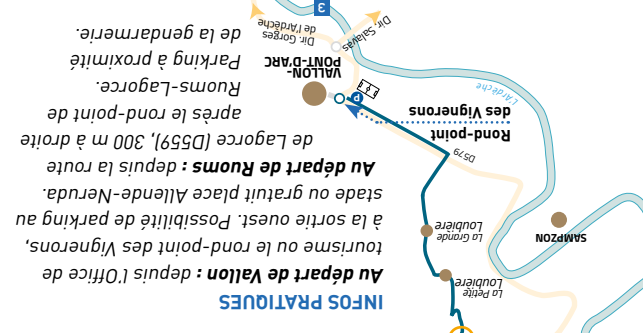 INFOS PRATIQUES
Au départ de Vallon : depuis l'Office de
tourisme ou le rond-point des Vignerons,
à la sortie ouest. Possibilité de parking au
stade ou gratuit place Allende-Neruda.
Au départ de Ruoms : depuis la route
de Lagorce (D559), 300 m à droite
après le rond-point de
Ruoms-Lagorce.
Parking à proximité
de la gendarmerie.
La Petite
Loubière
La Grande
Loubière
SAMPZON
D579
Rond-point
des Vignerons
L'Ardèche
P
VALLON-
PONT-D'ARC
Dir. Salavas
Dir. Gorges
de l'Ardèche
3